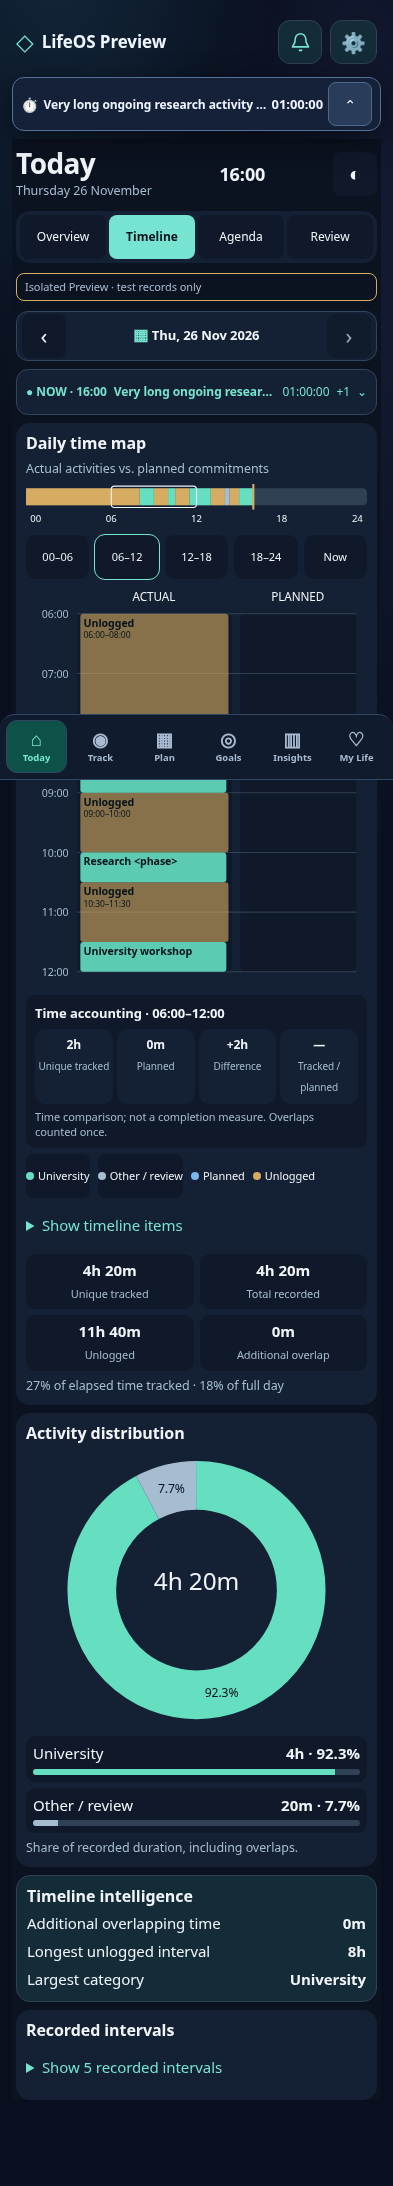 LifeOS Preview
Very long ongoing research activity ... 01:00:00
Today
Thursday 26 November
16:00
Overview Timeline Agenda Review
Isolated Preview · test records only
Thu, 26 Nov 2026
NOW · 16:00 Very long ongoing resear... 01:00:00 +1
Daily time map
Actual activities vs. planned commitments
00 06 12 18 24
00–06 06–12 12–18 18–24 Now
ACTUAL PLANNED
06:00
Unlogged
06:00–08:00
07:00
Today Track Plan Goals Insights My Life
09:00
Unlogged
09:00–10:00
10:00
Research <phase>
Unlogged
10:30–11:30
11:00
University workshop
12:00
Time accounting · 06:00–12:00
2h 0m +2h —
Unique tracked Planned Difference Tracked /
planned
Time comparison; not a completion measure. Overlaps
counted once.
University Other / review Planned Unlogged
Show timeline items
4h 20m 4h 20m
Unique tracked Total recorded
11h 40m 0m
Unlogged Additional overlap
27% of elapsed time tracked · 18% of full day
Activity distribution
7.7%
4h 20m
92.3%
University 4h · 92.3%
Other / review 20m · 7.7%
Share of recorded duration, including overlaps.
Timeline intelligence
Additional overlapping time 0m
Longest unlogged interval 8h
Largest category University
Recorded intervals
Show 5 recorded intervals